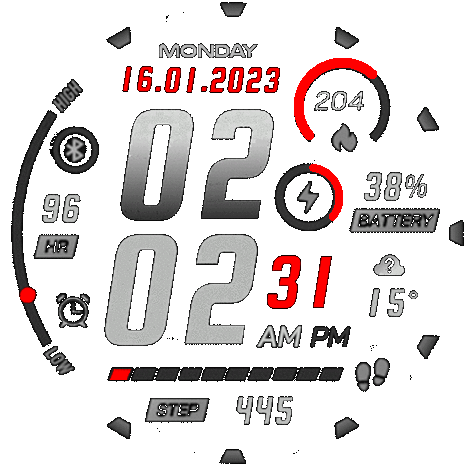 MONDAY
16.01.2023
HIGH
204
02
96
38%
HR
BATTERY
02
31
?
15°
AM PM
LOW
STEP
445